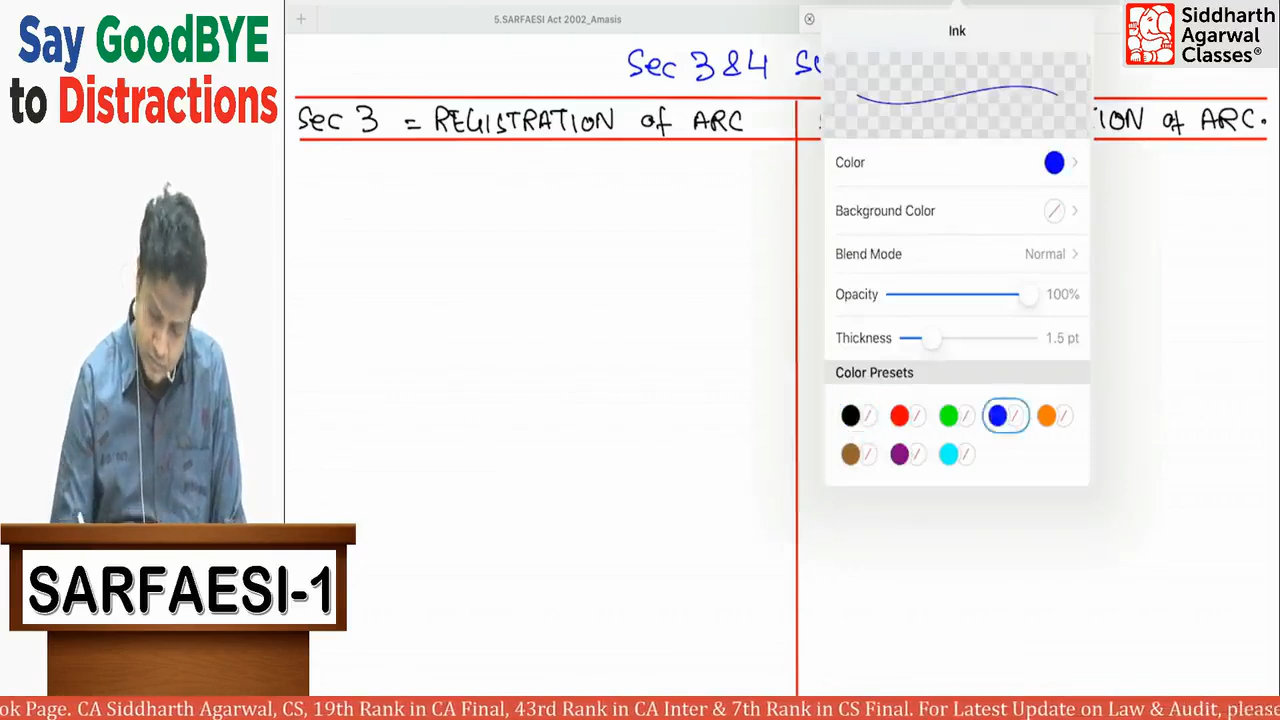 Say GoodBYE
to Distractions
5.SARFAESI Act 2002_Amasis
Siddharth
Agarwal
Classes®
Sec 3 & 4
Sec 3 = REGISTRATION of ARC
ION of ARC.
Ink
Color
Background Color
Blend Mode Normal
Opacity 100%
Thickness 1.5 pt
Color Presets
SARFAESI-1
ok Page. CA Siddharth Agarwal, CS, 19th Rank in CA Final, 43rd Rank in CA Inter & 7th Rank in CS Final. For Latest Update on Law & Audit, please